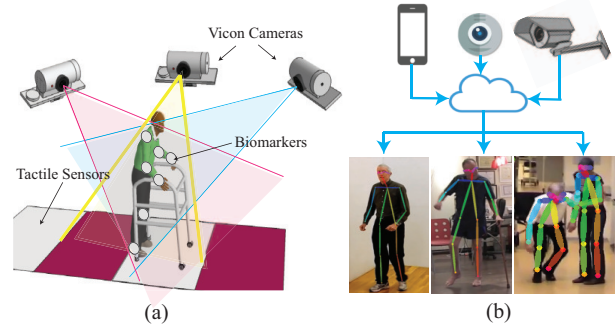 Vicon Cameras
Biomarkers
Tactile Sensors
(a)
(b)